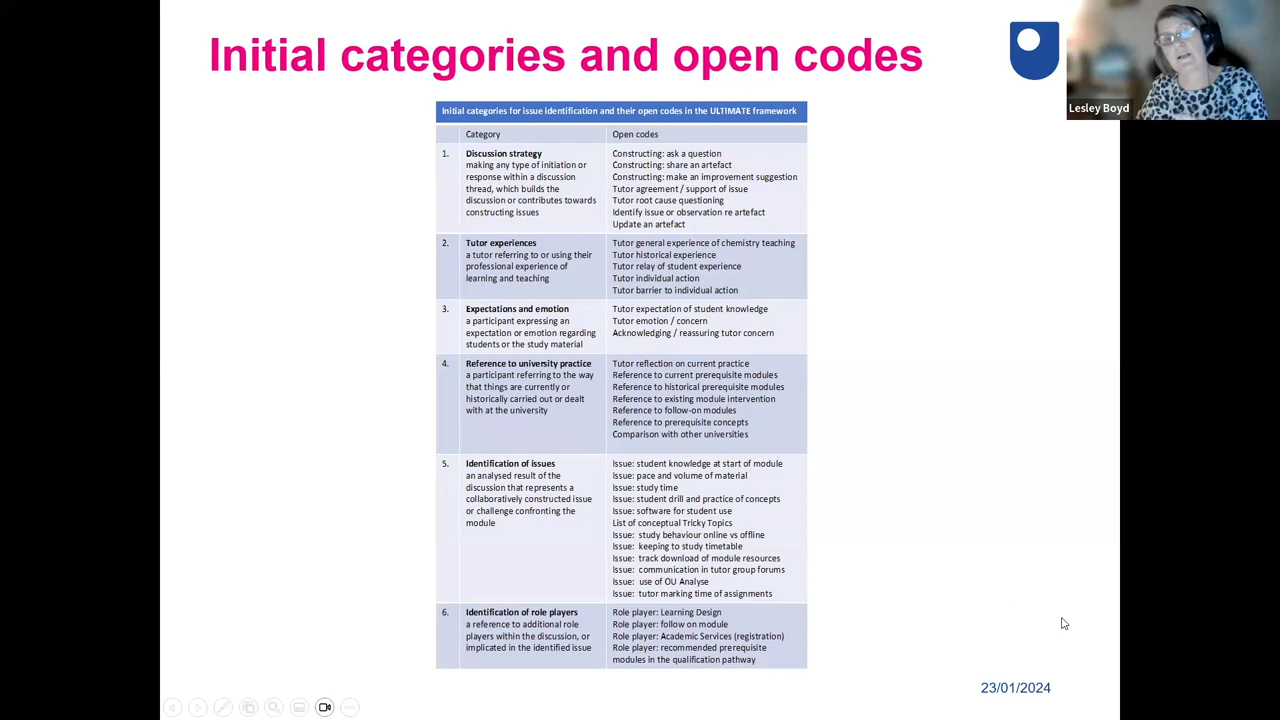 Initial categories and open codes
Lesley Boyd
Initial categories for issue identification and their open codes in the ULTIMATE framework
Category
Open codes
1.
Discussion strategy
making any type of initiation or
response within a discussion
thread, which builds the
discussion or contributes towards
constructing issues
Constructing: ask a question
Constructing: share an artefact
Constructing: make an improvement suggestion
Tutor agreement / support of issue
Tutor root cause questioning
Identify issue or observation re artefact
Update an artefact
2.
Tutor experiences
a tutor referring to or using their
professional experience of
learning and teaching
Tutor general experience of chemistry teaching
Tutor historical experience
Tutor relay of student experience
Tutor individual action
Tutor barrier to individual action
3.
Expectations and emotion
a participant expressing an
expectation or emotion regarding
students or the study material
Tutor expectation of student knowledge
Tutor emotion / concern
Acknowledging / reassuring tutor concern
4.
Reference to university practice
a participant referring to the way
that things are currently or
historically carried out or dealt
with at the university
Tutor reflection on current practice
Reference to current prerequisite modules
Reference to historical prerequisite modules
Reference to existing module intervention
Reference to follow-on modules
Reference to prerequisite concepts
Comparison with other universities
5.
Identification of issues
an analysed result of the
discussion that represents a
collaboratively constructed issue
or challenge confronting the
module
Issue: student knowledge at start of module
Issue: pace and volume of material
Issue: study time
Issue: student drill and practice of concepts
Issue: software for student use
List of conceptual Tricky Topics
Issue: study behaviour online vs offline
Issue: keeping to study timetable
Issue: track download of module resources
Issue: communication in tutor group forums
Issue: use of OU Analyse
Issue: tutor marking time of assignments
6.
Identification of role players
a reference to additional role
players within the discussion, or
implicated in the identified issue
Role player: Learning Design
Role player: follow on module
Role player: Academic Services (registration)
Role player: recommended prerequisite
modules in the qualification pathway
23/01/2024